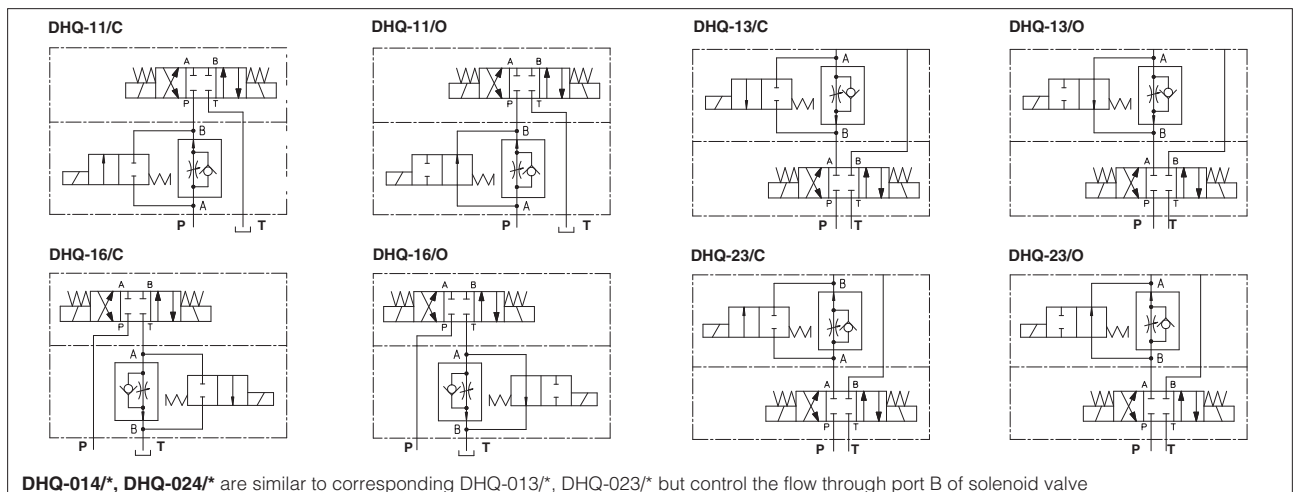 DHQ-11/C DHQ-11/O DHQ-13/C DHQ-13/O
A B
P T
B
A
P T
A B
P T
B
A
P T
A
B
A B
P T
P T
A
B
A B
P T
P T
DHQ-16/C DHQ-16/O DHQ-23/C DHQ-23/O
A B
P T
A
B
P T
A B
P T
A
B
P T
B
A
A B
P T
P T
A
B
A B
P T
P T
DHQ-014/*, DHQ-024/* are similar to corresponding DHQ-013/*, DHQ-023/* but control the flow through port B of solenoid valve